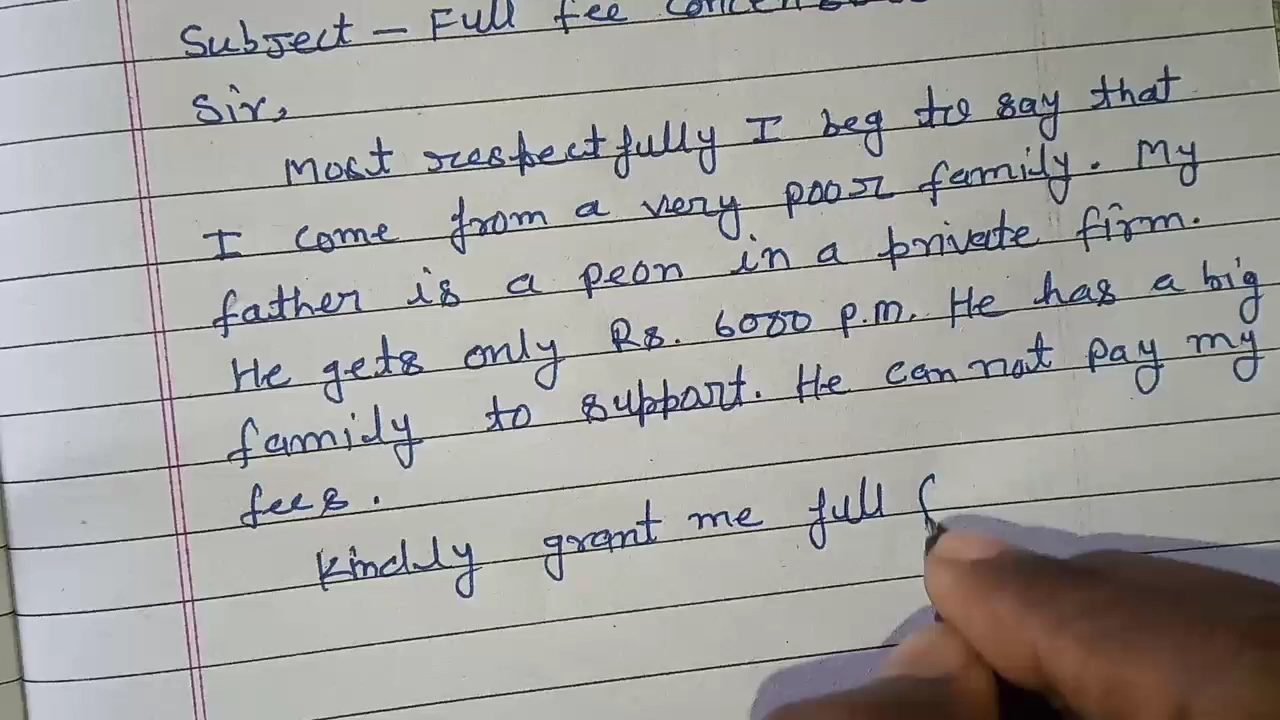 Subject – Full fee
Sir,
Most respectfully I beg to say that
I come from a very poor family. My
father is a peon in a private firm.
He gets only Rs. 6000 p.m. He has a big
family to support. He can not pay my
fees.
Kindly grant me full